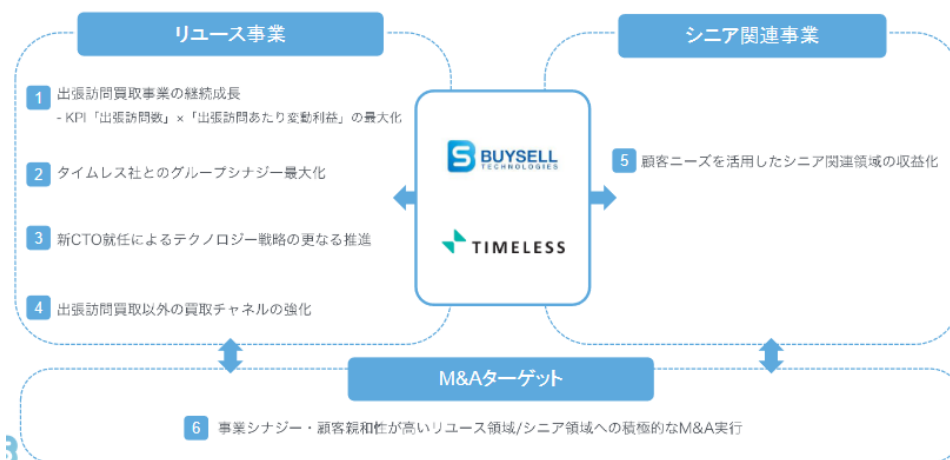 リユース事業
1 出張訪問買取事業の継続成長
- KPI「出張訪問数」×「出張訪問あたり変動利益」の最大化
2 タイムレス社とのグループシナジー最大化
3 新CTO就任によるテクノロジー戦略の更なる推進
4 出張訪問買取以外の買取チャネルの強化
BUYSELL
TECHNOLOGIES
TIMELESS
シニア関連事業
5 顧客ニーズを活用したシニア関連領域の収益化
M&Aターゲット
6 事業シナジー・顧客親和性が高いリユース領域/シニア領域への積極的なM&A実行